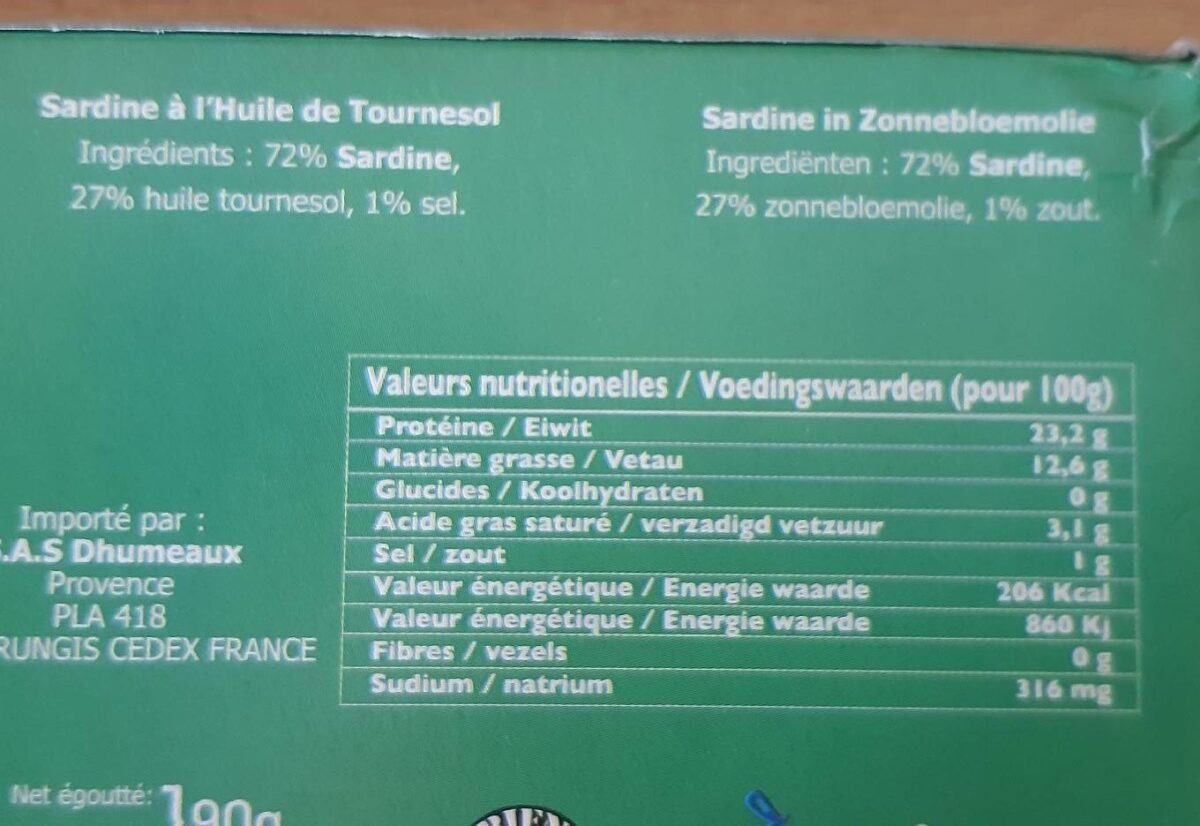 Sardine à l'Huile de Tournesol
Ingrédients : 72% Sardine,
27% huile tournesol, 1% sel.
Sardine in Zonnebloemolie
Ingrediënten : 72% Sardine,
27% zonnebloemolie, 1% zout.
Valeurs nutritionelles / Voedingswaarden (pour 100g)
Protéine / Eiwit 23,2 g
Matière grasse / Vetau 12,6 g
Glucides / Koolhydraten 0 g
Acide gras saturé / verzadigd vetzuur 3,1 g
Sel / zout 1 g
Valeur énergétique / Energie waarde 206 Kcal
Valeur énergétique / Energie waarde 860 Kj
Fibres / vezels 0 g
Sudium / natrium 316 mg
Importé par :
.A.S Dhumeaux
Provence
PLA 418
RUNGIS CEDEX FRANCE
Net égoutté: 190g